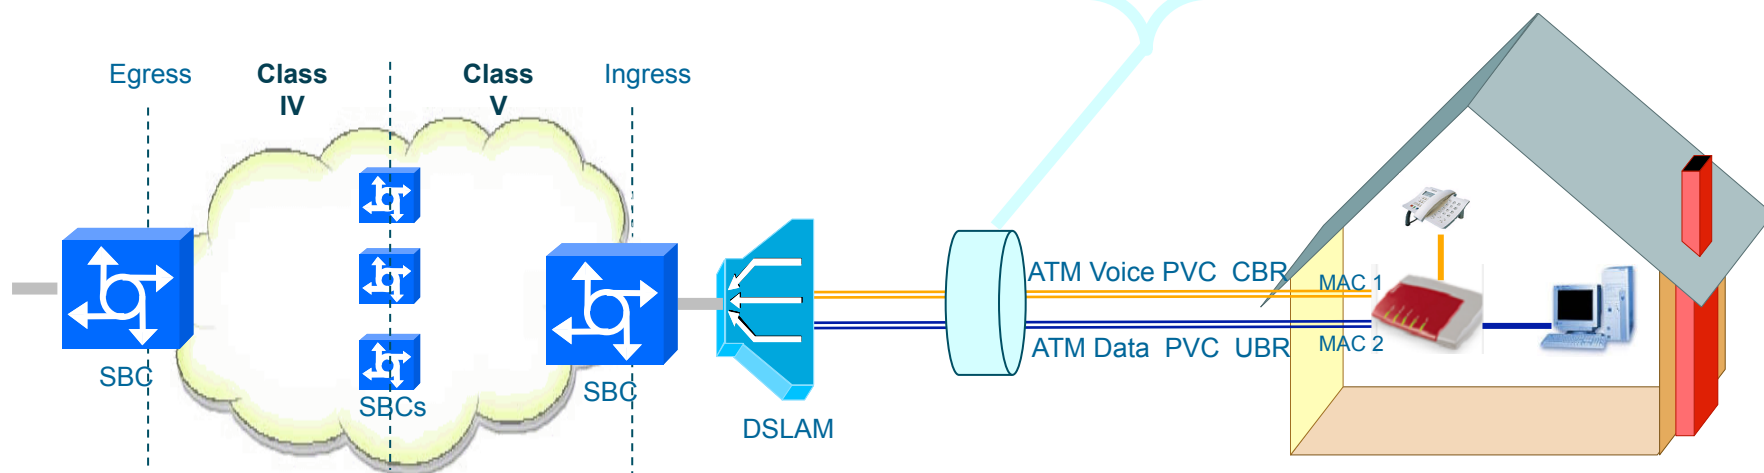 Egress
Class
IV
Class
V
Ingress
ATM Voice PVC CBR
MAC 1
ATM Data PVC UBR
MAC 2
SBC
SBCs
SBC
DSLAM